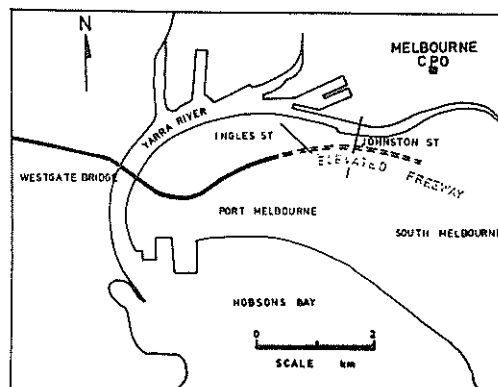 N
MELBOURNE
CPO
YARRA RIVER
INGLES ST
JOHNSTON ST
WESTGATE BRIDGE
ELEVATED FREEWAY
PORT MELBOURNE
SOUTH MELBOURNE
HOBSONS BAY
0 2
SCALE km